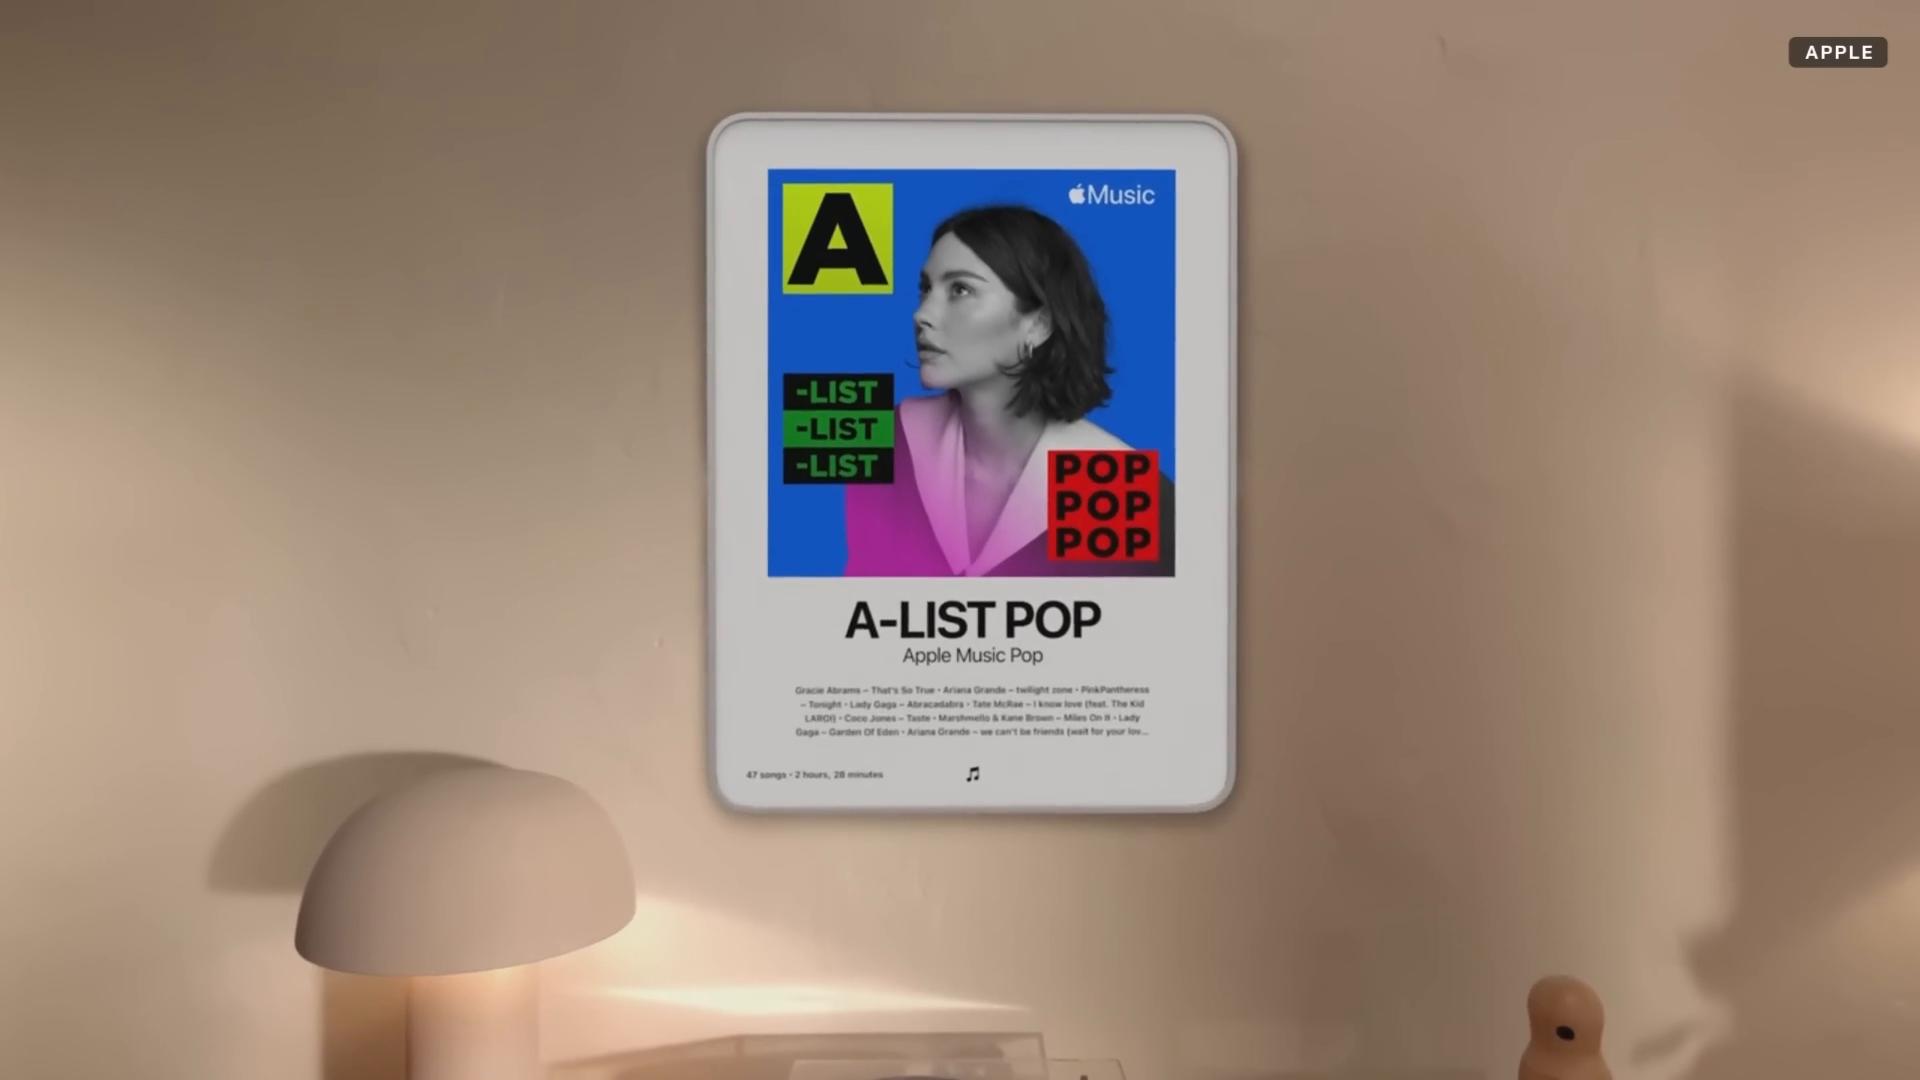 APPLE
Music
A
-LIST
-LIST
-LIST
POP
POP
POP
A-LIST POP
Apple Music Pop
Gracie Abrams – That's So True • Ariana Grande – twilight zone • PinkPantheress
– Tonight • Lady Gaga – Abracadabra • Tate McRae – I know love (feat. The Kid
LAROI) • Coco Jones – Taste • Marshmello & Kane Brown – Miles On It • Lady
Gaga – Garden Of Eden • Ariana Grande – we can't be friends (wait for your lov...
47 songs • 2 hours, 28 minutes